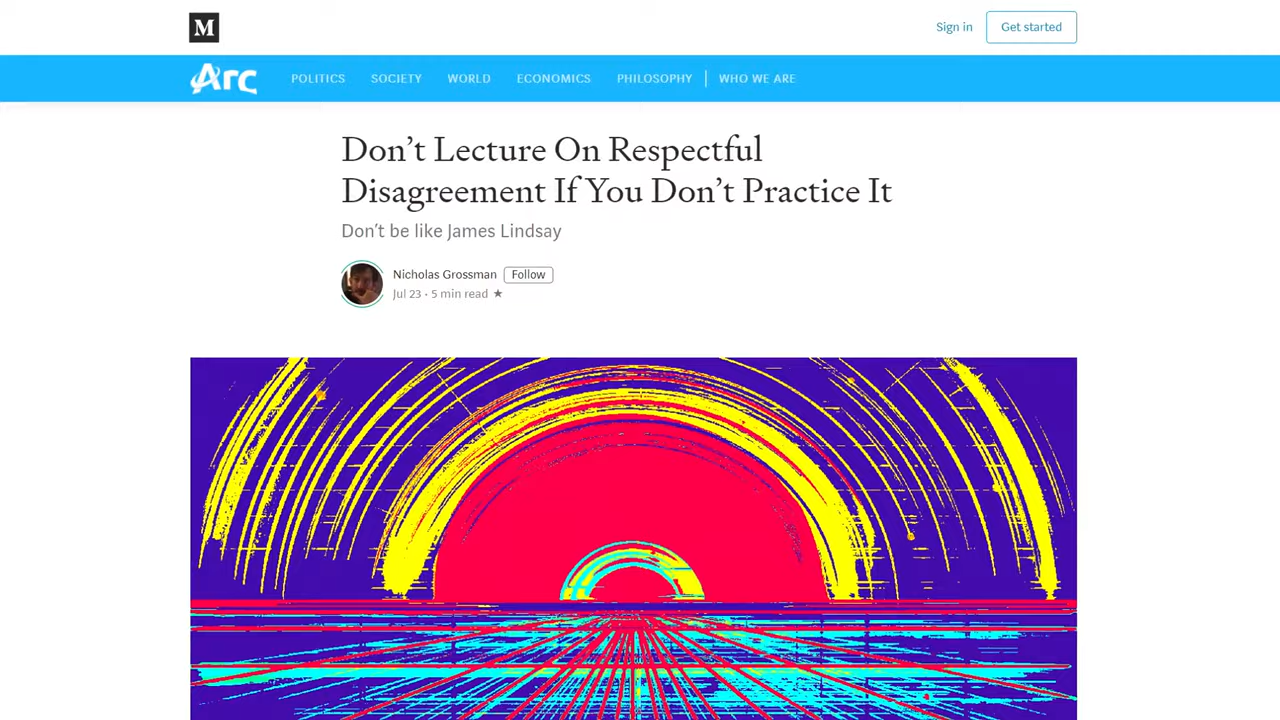 M
Sign in
Get started
Arc
POLITICS SOCIETY WORLD ECONOMICS PHILOSOPHY WHO WE ARE
Don’t Lecture On Respectful
Disagreement If You Don’t Practice It
Don’t be like James Lindsay
Nicholas Grossman Follow
Jul 23 · 5 min read ★